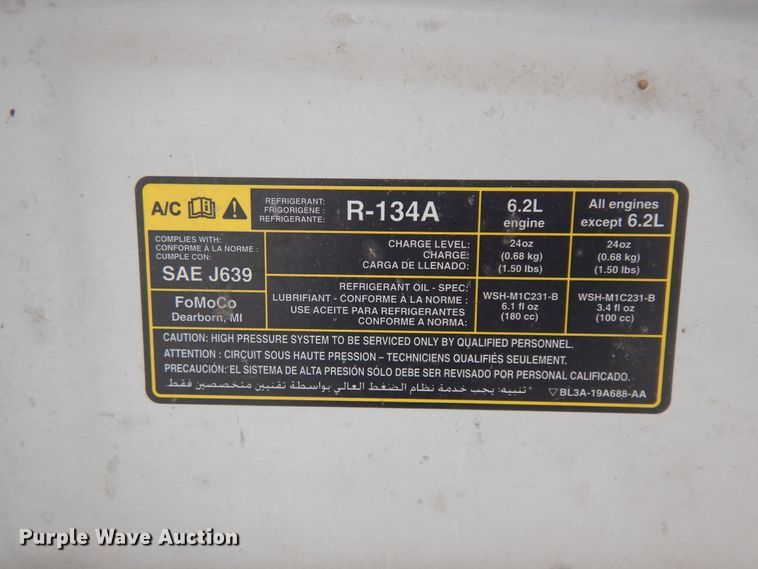 A/C
REFRIGERANT:
FRIGORIGÈNE:
REFRIGERANTE:
R-134A
6.2L
engine
All engines
except 6.2L
COMPLIES WITH:
CONFORME À LA NORME :
CUMPLE CON:
SAE J639
CHARGE LEVEL:
CHARGE:
CARGA DE LLENADO:
24oz
(0.68 kg)
(1.50 lbs)
24oz
(0.68 kg)
(1.50 lbs)
FoMoCo
Dearborn, MI
REFRIGERANT OIL - SPEC:
LUBRIFIANT - CONFORME À LA NORME :
USE ACEITE PARA REFRIGERANTES
CONFORME A NORMA:
WSH-M1C231-B
6.1 fl oz
(180 cc)
WSH-M1C231-B
3.4 fl oz
(100 cc)
CAUTION: HIGH PRESSURE SYSTEM TO BE SERVICED ONLY BY QUALIFIED PERSONNEL.
ATTENTION : CIRCUIT SOUS HAUTE PRESSION – TECHNICIENS QUALIFIÉS SEULEMENT.
PRECAUCIÓN: EL SISTEMA DE ALTA PRESIÓN SÓLO DEBE SER REVISADO POR PERSONAL CALIFICADO.
*تنبيه: يجب خدمة نظام الضغط العالي بواسطة تقنيين متخصصين فقط*
▽BL3A-19A688-AA
Purple Wave Auction